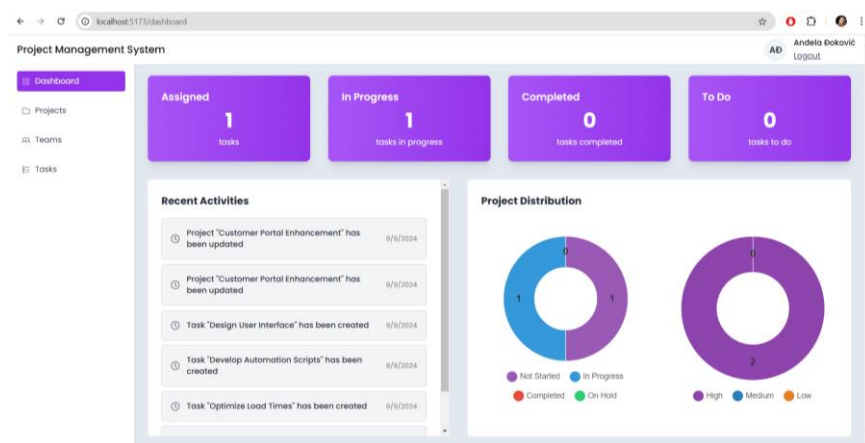 localhost:5173/dashboard
Project Management System
AĐ
Anđela Đoković
Logout
Dashboard
Projects
Teams
Tasks
Assigned
1
tasks
In Progress
1
tasks in progress
Completed
0
tasks completed
To Do
0
tasks to do
Recent Activities
Project "Customer Portal Enhancement" has
been updated
9/9/2024
Project "Customer Portal Enhancement" has
been updated
9/9/2024
Task "Design User Interface" has been created
9/9/2024
Task "Develop Automation Scripts" has been
created
9/9/2024
Task "Optimize Load Times" has been created
9/9/2024
Project Distribution
0
1
1
Not Started
In Progress
Completed
On Hold
0
2
High
Medium
Low